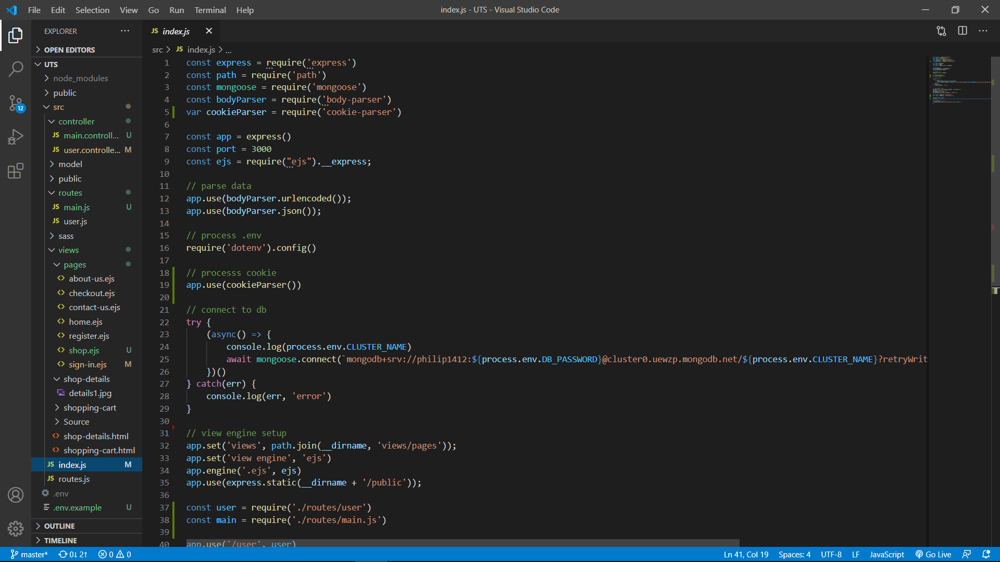 File Edit Selection View Go Run Terminal Help
index.js - UTS - Visual Studio Code
EXPLORER
OPEN EDITORS
UTS
node_modules
public
src
controller
main.controll... U
user.controlle... M
model
public
routes
JS main.js U
JS user.js
sass
views
pages
about-us.ejs
checkout.ejs
contact-us.ejs
home.ejs
register.ejs
shop.ejs U
sign-in.ejs M
shop-details
details1.jpg
shopping-cart
Source
shop-details.html
shopping-cart.html
JS index.js M
JS routes.js
.env
.env.example U
OUTLINE
TIMELINE
12
JS index.js
src > JS index.js > ...
1 const express = require('express')
2 const path = require('path')
3 const mongoose = require('mongoose')
4 const bodyParser = require('body-parser')
5 var cookieParser = require('cookie-parser')
6
7 const app = express()
8 const port = 3000
9 const ejs = require("ejs").__express;
10
11 // parse data
12 app.use(bodyParser.urlencoded());
13 app.use(bodyParser.json());
14
15 // process .env
16 require('dotenv').config()
17
18 // processs cookie
19 app.use(cookieParser())
20
21 // connect to db
22 try {
23 (async() => {
24 console.log(process.env.CLUSTER_NAME)
25 await mongoose.connect(`mongodb+srv://philip1412:${process.env.DB_PASSWORD}@cluster0.uewzp.mongodb.net/${process.env.CLUSTER_NAME}?retryWrit
26 })()
27 } catch(err) {
28 console.log(err, 'error')
29 }
30
31 // view engine setup
32 app.set('views', path.join(__dirname, 'views/pages'));
33 app.set('view engine', 'ejs')
34 app.engine('.ejs', ejs)
35 app.use(express.static(__dirname + '/public'));
36
37 const user = require('./routes/user')
38 const main = require('./routes/main.js')
39
40 app.use('/user', user)
master* 0↓ 2↑ 0 0
Ln 41, Col 19 Spaces: 4 UTF-8 LF JavaScript Go Live